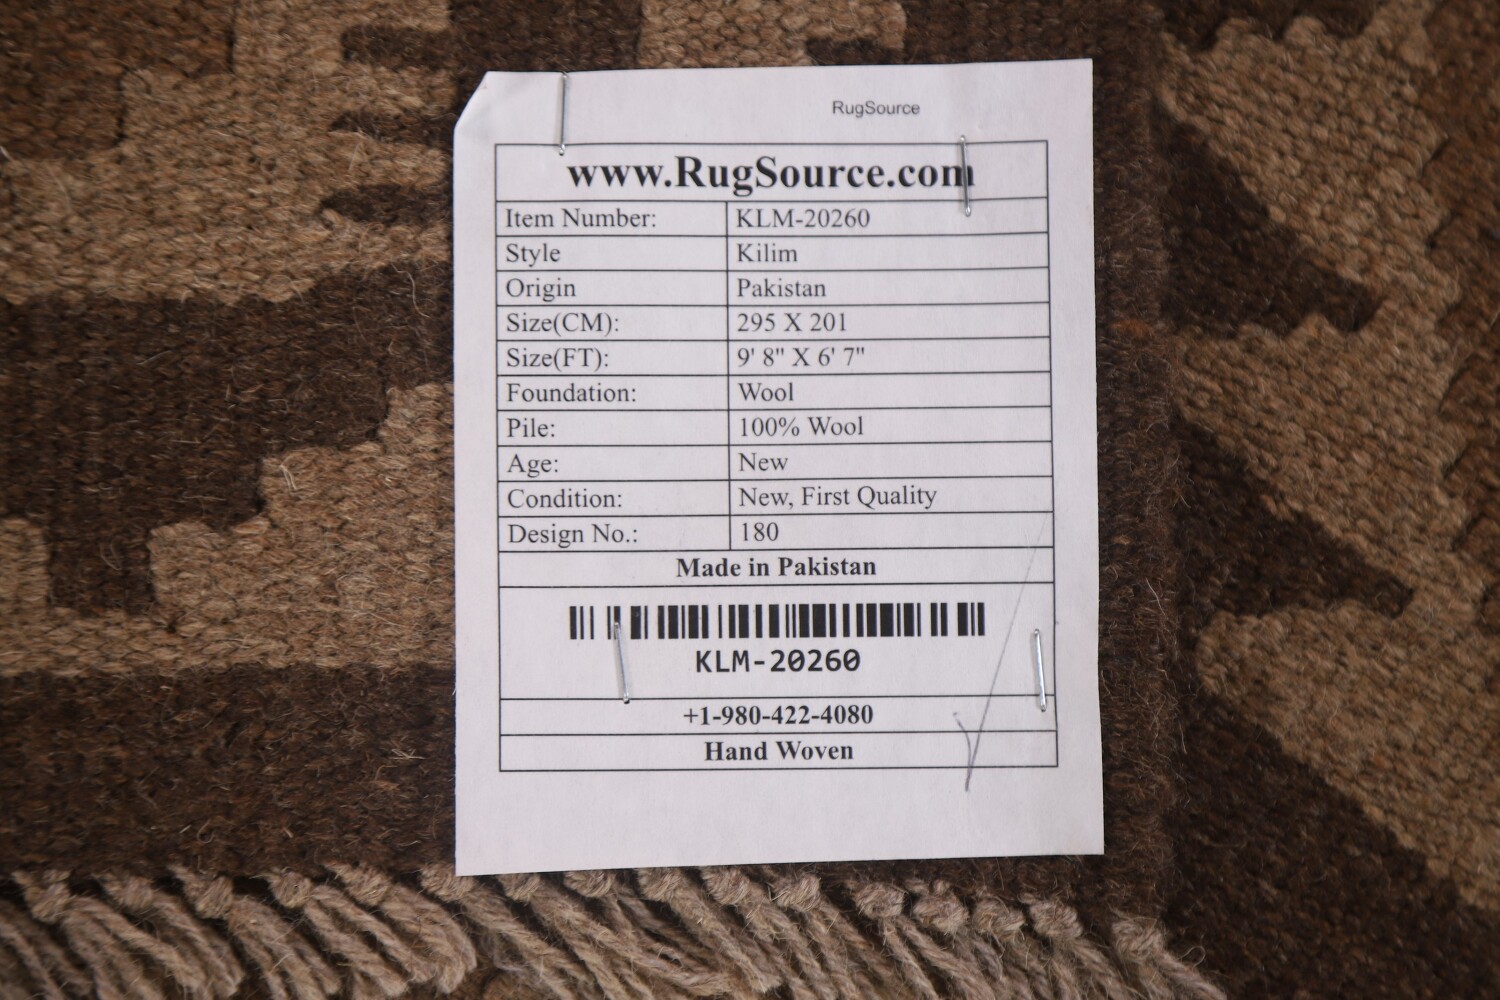 RugSource
www.RugSource.com
Item Number: KLM-20260
Style Kilim
Origin Pakistan
Size(CM): 295 X 201
Size(FT): 9' 8" X 6' 7"
Foundation: Wool
Pile: 100% Wool
Age: New
Condition: New, First Quality
Design No.: 180
Made in Pakistan
KLM-20260
+1-980-422-4080
Hand Woven